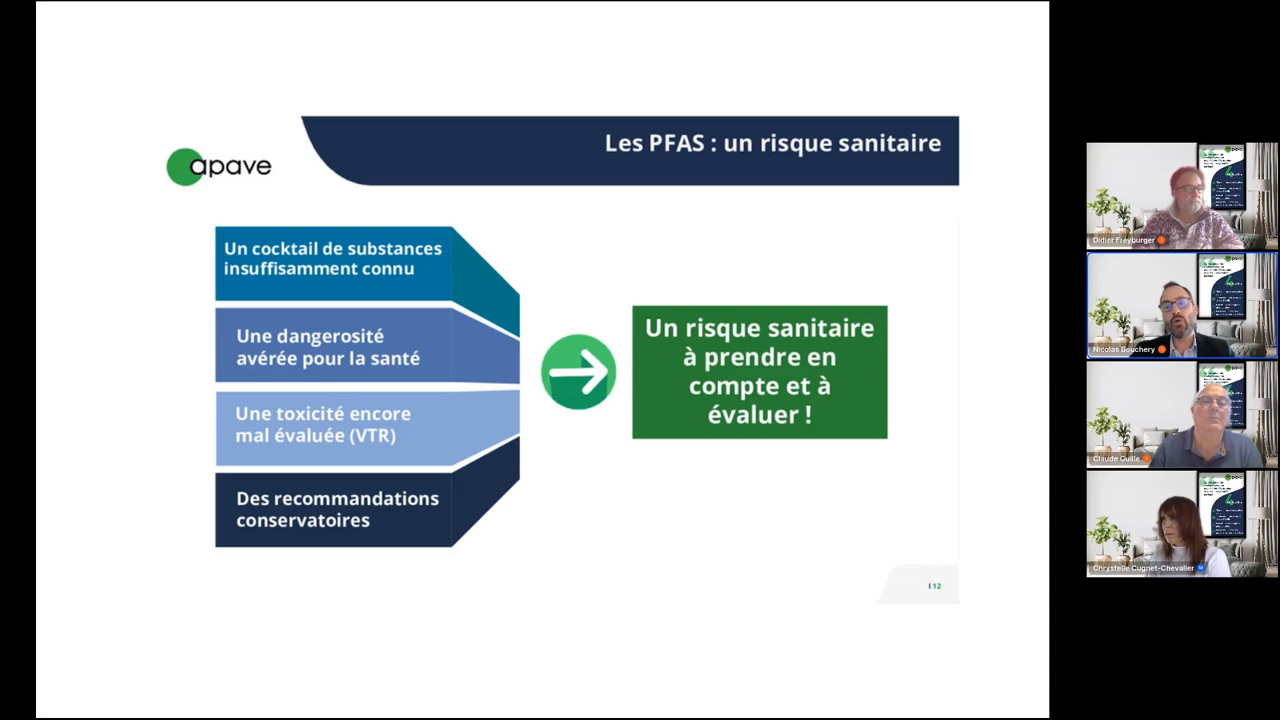 Les PFAS : un risque sanitaire
apave
Un cocktail de substances
insuffisamment connu
Une dangerosité
avérée pour la santé
Une toxicité encore
mal évaluée (VTR)
Des recommandations
conservatoires
Un risque sanitaire
à prendre en
compte et à
évaluer !
12
Didier Freyburger
Nicolas Bouchery
Claude Guille
Chrystelle Cugnet-Chevalier